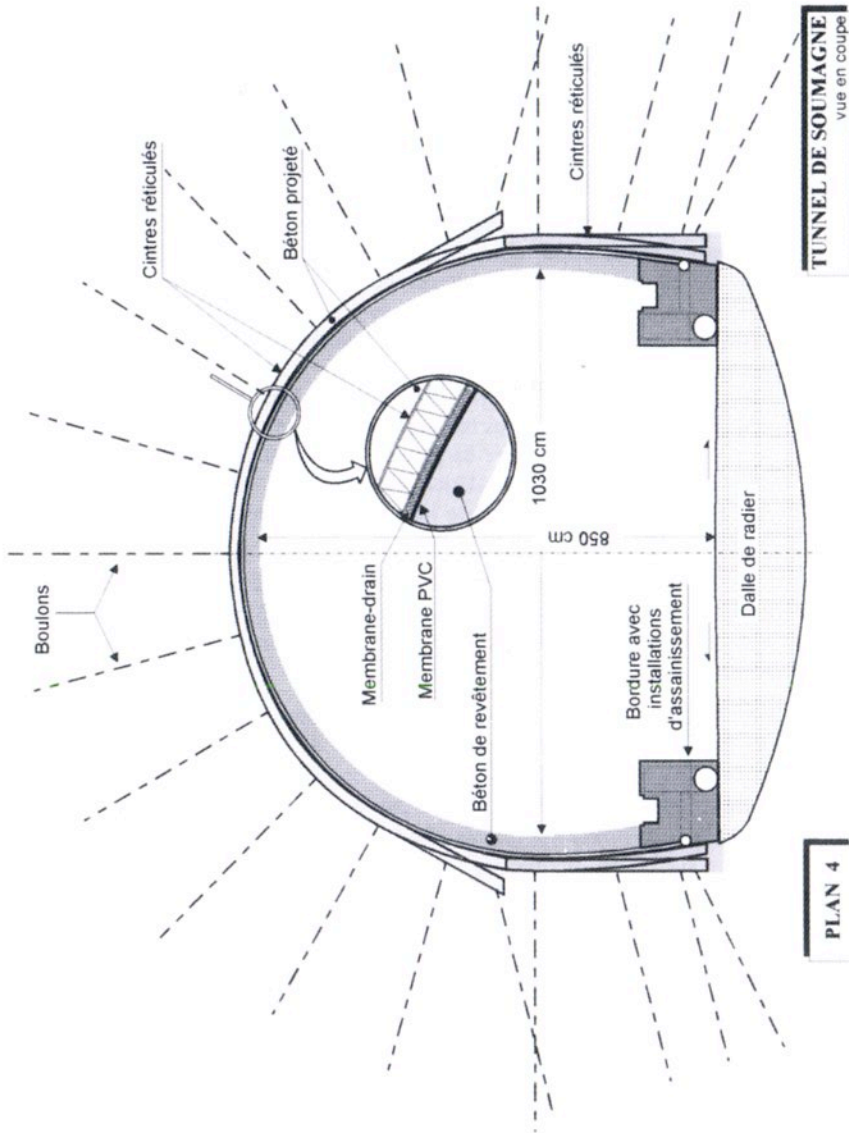 Boulons
Cintres réticulés
Béton projeté
Membrane-drain
Membrane PVC
Béton de revêtement
Cintres réticulés
1030 cm
850 cm
Bordure avec
installations
d'assainissement
Dalle de radier
PLAN 4
TUNNEL DE SOUMAGNE
vue en coupe